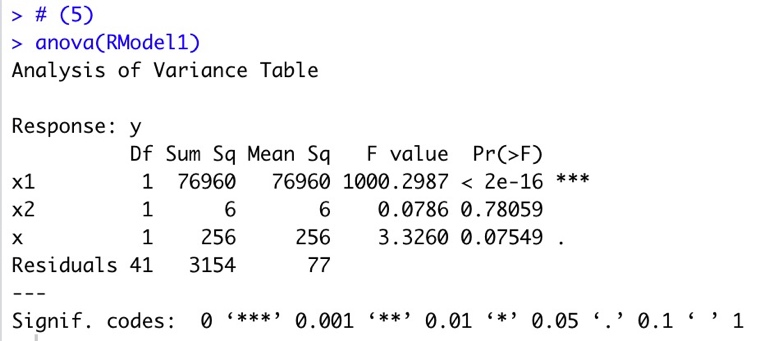 > # (5)
> anova(RModel1)
Analysis of Variance Table
Response: y
Df Sum Sq Mean Sq F value Pr(>F)
x1 1 76960 76960 1000.2987 < 2e-16 ***
x2 1 6 6 0.0786 0.78059
x 1 256 256 3.3260 0.07549 .
Residuals 41 3154 77
---
Signif. codes: 0 ‘***’ 0.001 ‘**’ 0.01 ‘*’ 0.05 ‘.’ 0.1 ‘ ’ 1